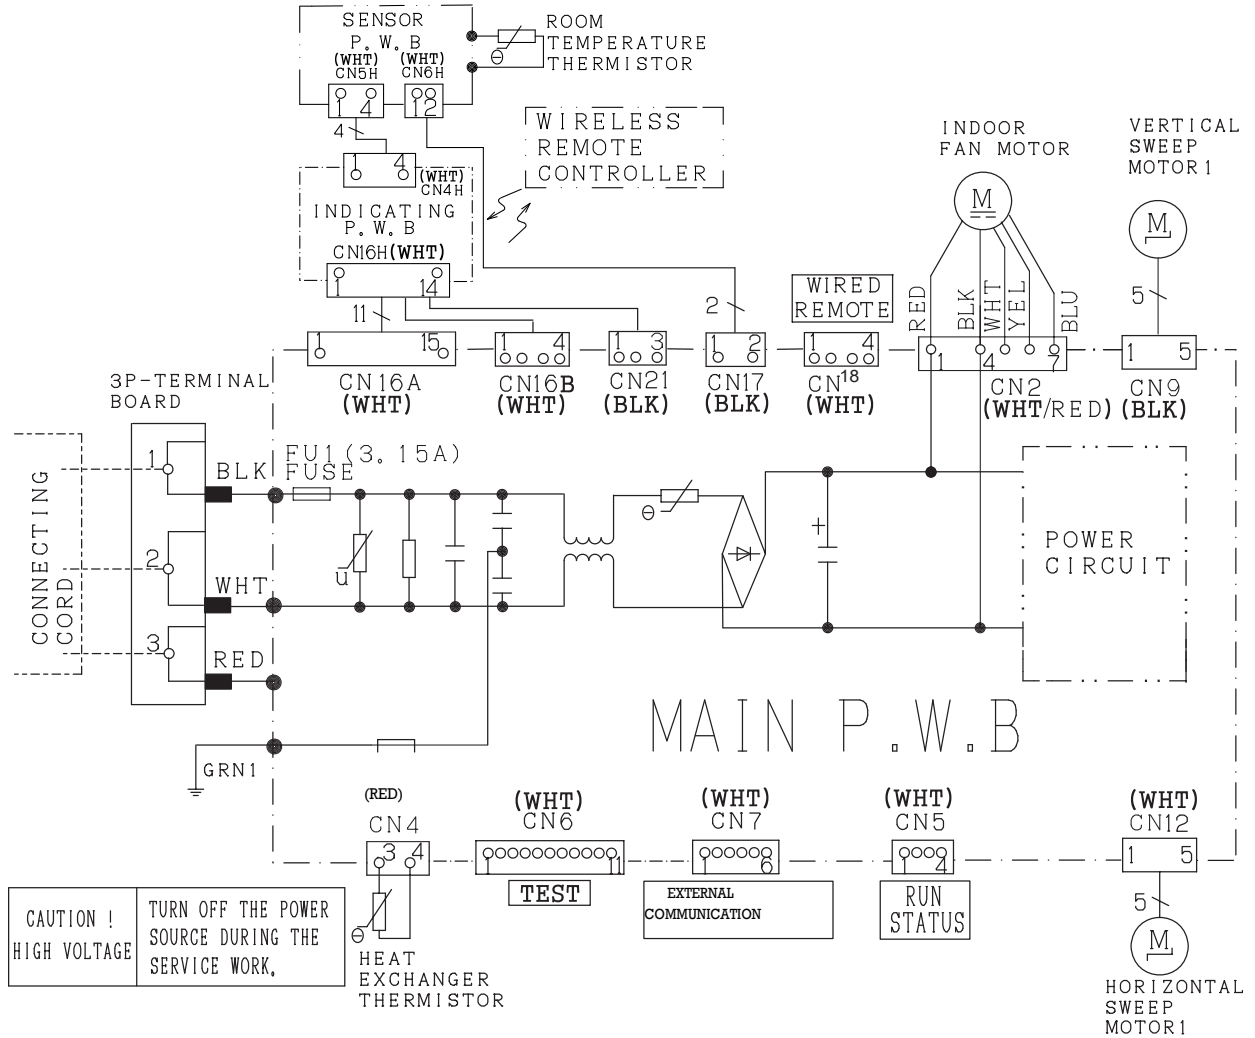 SENSOR
P.W.B
(WHT) (WHT)
CN5H CN6H
1 4 1 2
ROOM
TEMPERATURE
THERMISTOR
Θ
4
1 4
(WHT)
CN4H
INDICATING
P.W.B
CN16H(WHT)
1 14
WIRELESS
REMOTE
CONTROLLER
INDOOR
FAN MOTOR
M
VERTICAL
SWEEP
MOTOR1
M
11
2
WIRED
REMOTE
RED
BLK
WHT
YEL
BLU
5
1 15
CN16A
(WHT)
1 4
CN16B
(WHT)
1 3
CN21
(BLK)
1 2
CN17
(BLK)
1 4
CN18
(WHT)
1 4 7
CN2
(WHT/RED)
1 5
CN9
(BLK)
3P-TERMINAL
BOARD
CONNECTING
CORD
1
BLK
2
WHT
3
RED
FU1(3.15A)
FUSE
u
Θ
+
POWER
CIRCUIT
MAIN P.W.B
GRN1
(RED)
CN4
3 4
Θ
HEAT
EXCHANGER
THERMISTOR
(WHT)
CN6
1 11
TEST
(WHT)
CN7
1 6
EXTERNAL
COMMUNICATION
(WHT)
CN5
1 4
RUN
STATUS
(WHT)
CN12
1 5
5
M
HORIZONTAL
SWEEP
MOTOR1
CAUTION !
HIGH VOLTAGE
TURN OFF THE POWER
SOURCE DURING THE
SERVICE WORK.